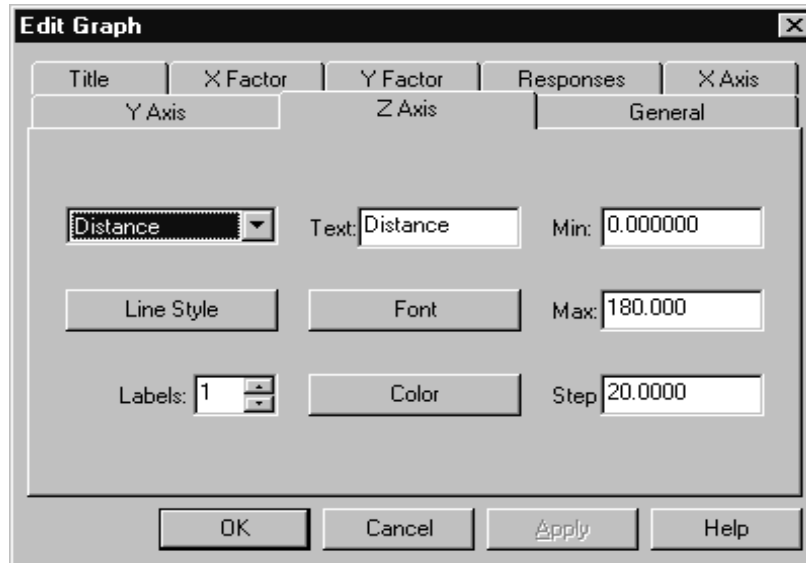 Edit Graph
Title X Factor Y Factor Responses X Axis
Y Axis Z Axis General
Distance Text: Distance Min: 0.000000
Line Style Font Max: 180.000
Labels: 1 Color Step 20.0000
OK Cancel Apply Help